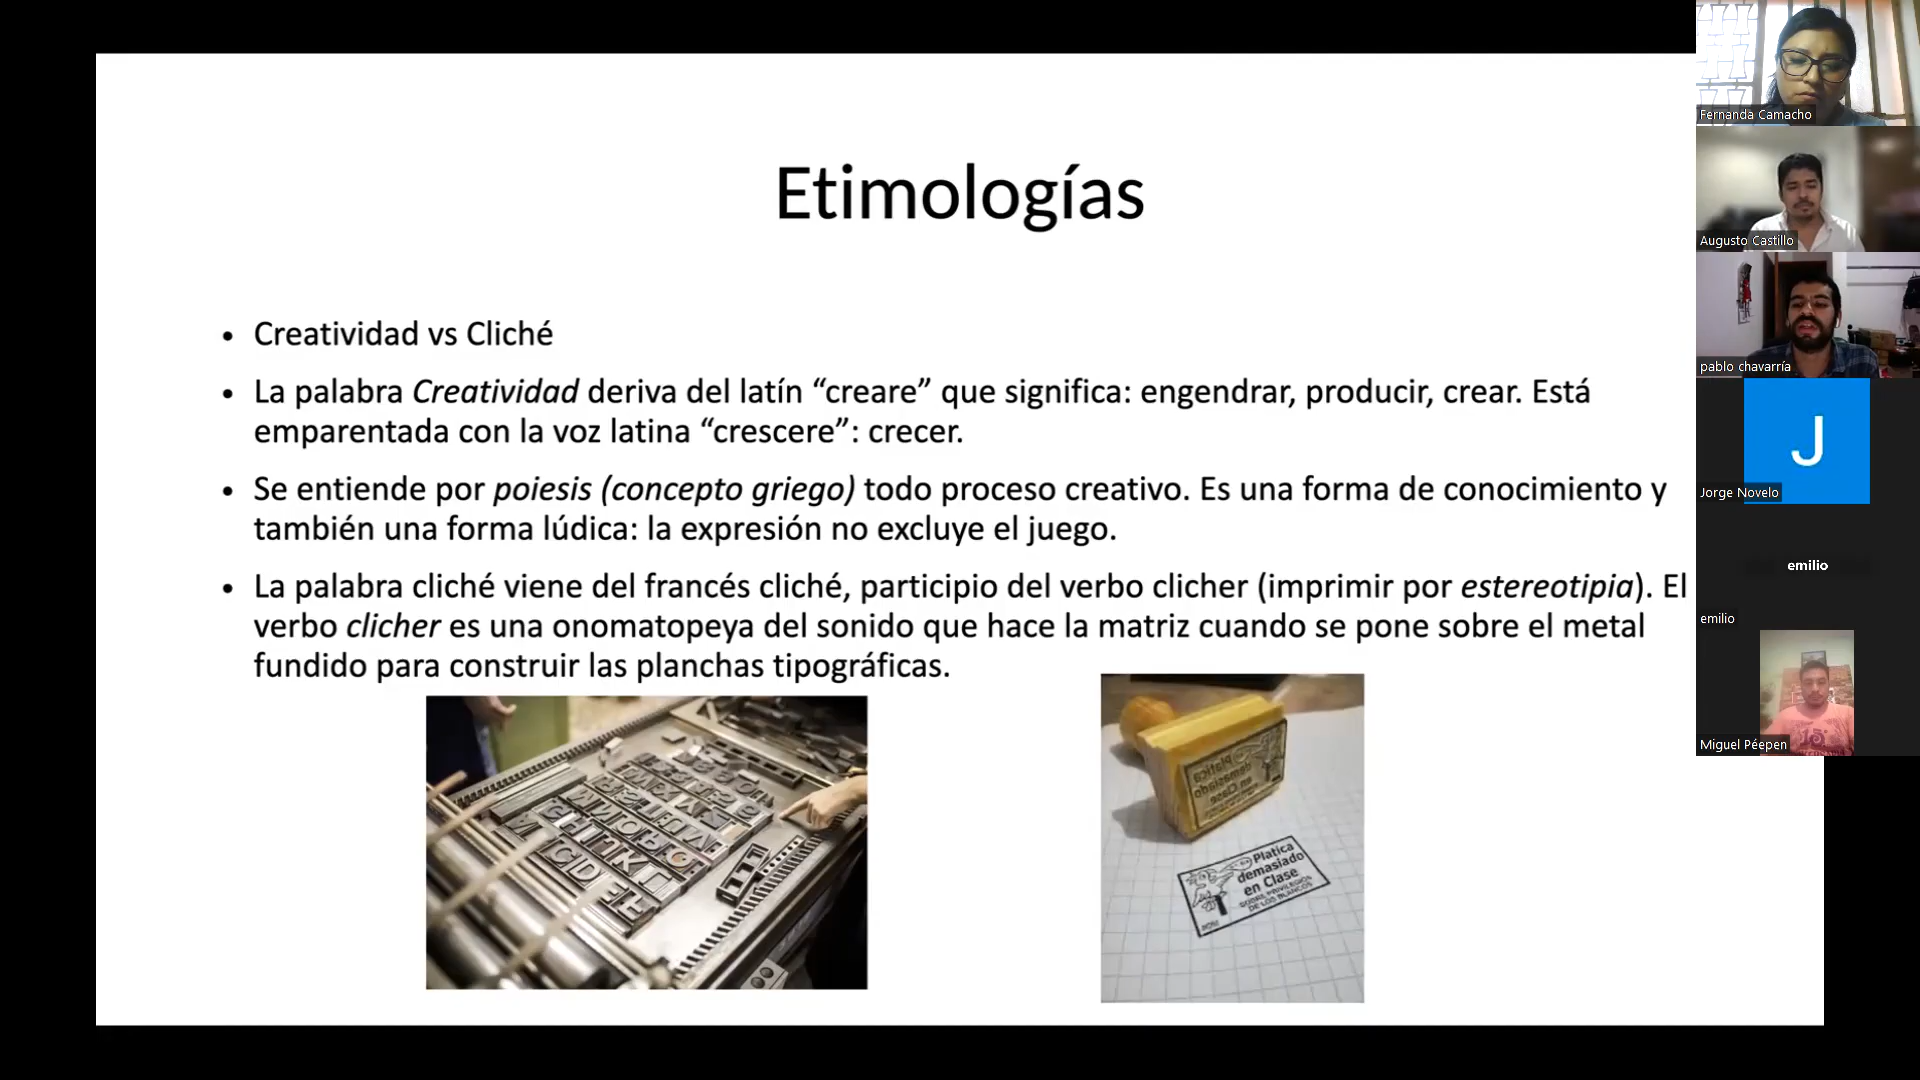 Etimologías
• Creatividad vs Cliché
• La palabra Creatividad deriva del latín “creare” que significa: engendrar, producir, crear. Está
emparentada con la voz latina “crescere”: crecer.
• Se entiende por poiesis (concepto griego) todo proceso creativo. Es una forma de conocimiento y
también una forma lúdica: la expresión no excluye el juego.
• La palabra cliché viene del francés cliché, participio del verbo clicher (imprimir por estereotipia). El
verbo clicher es una onomatopeya del sonido que hace la matriz cuando se pone sobre el metal
fundido para construir las planchas tipográficas.
Platica
demasiado
en Clase
SOBRE PRIVILEGIOS
DE LOS BLANCOS
Fernanda Camacho
Augusto Castillo
pablo chavarría
J
Jorge Novelo
emilio
emilio
Miguel Péepen